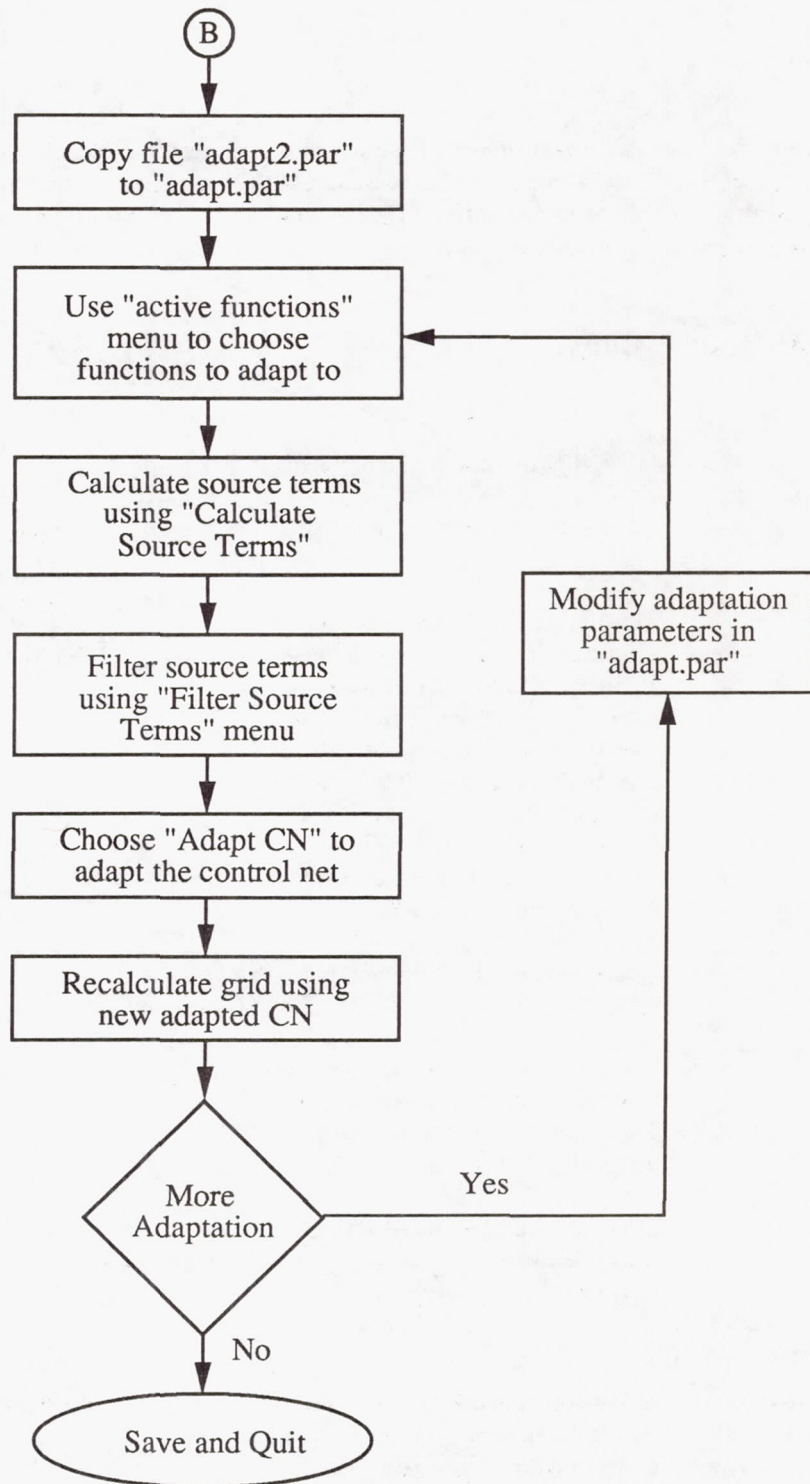 B
Copy file "adapt2.par"
to "adapt.par"
Use "active functions"
menu to choose
functions to adapt to
Calculate source terms
using "Calculate
Source Terms"
Filter source terms
using "Filter Source
Terms" menu
Choose "Adapt CN" to
adapt the control net
Recalculate grid using
new adapted CN
More
Adaptation
Yes
Modify adaptation
parameters in
"adapt.par"
No
Save and Quit